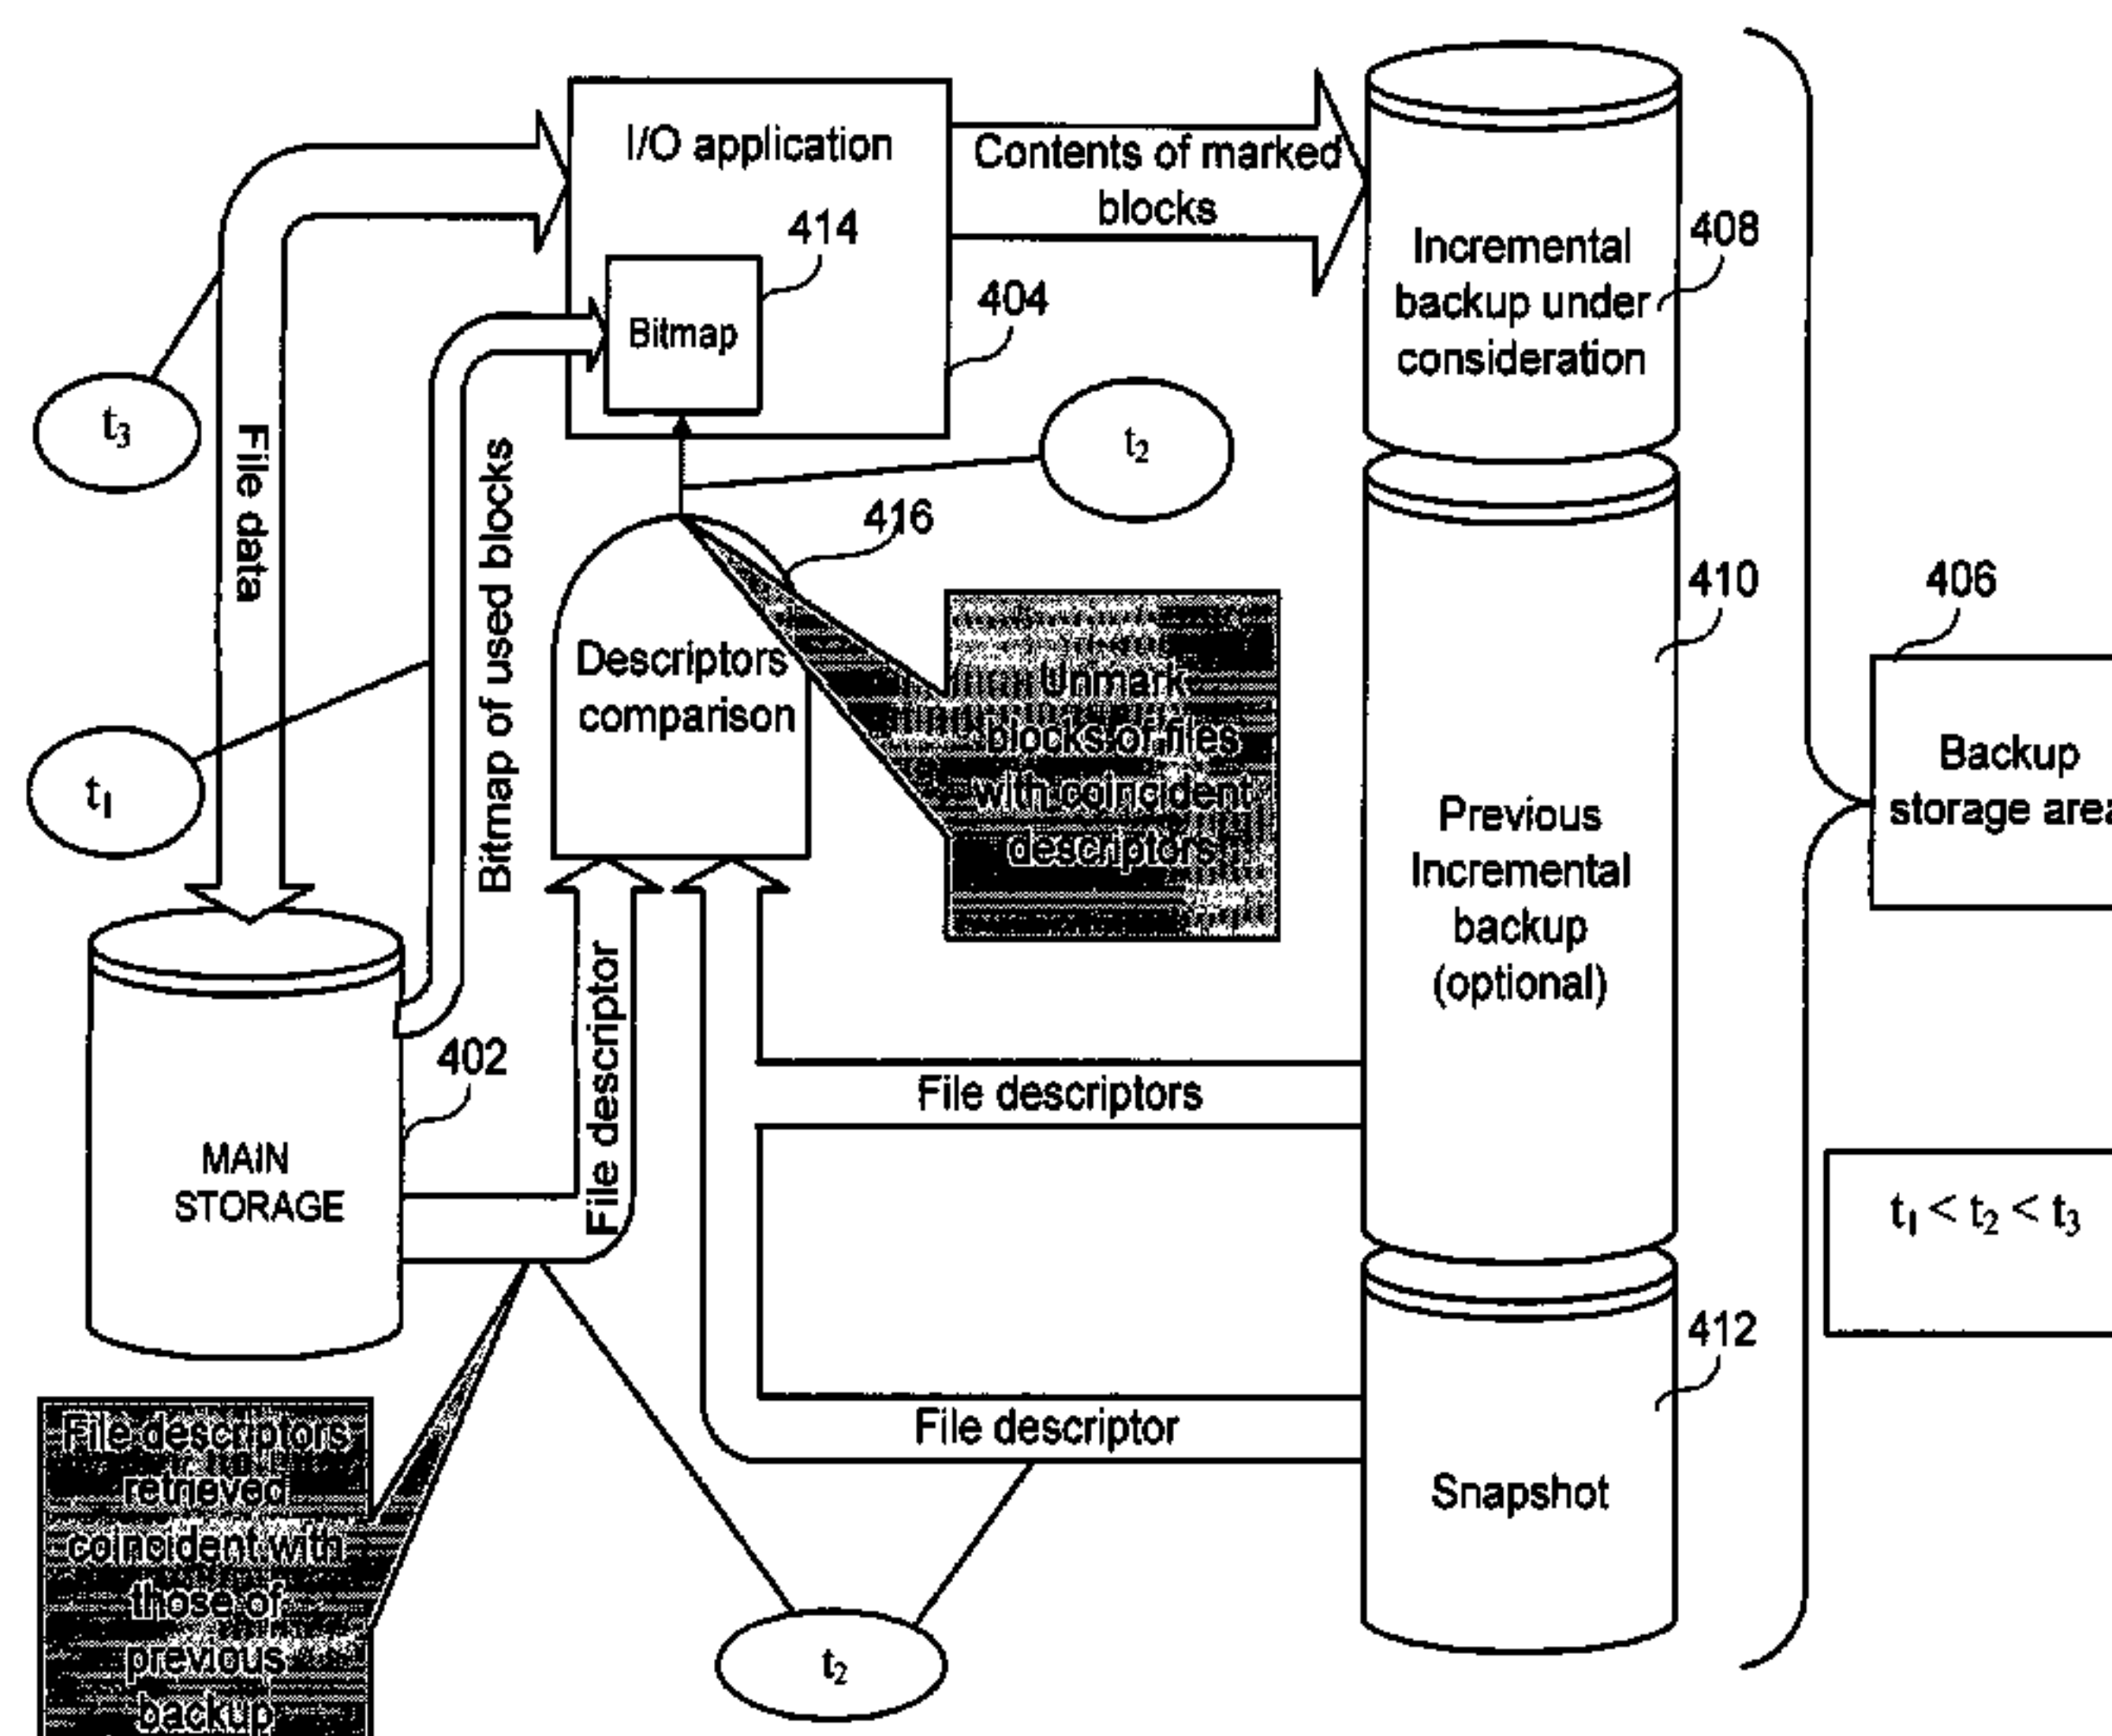 I/O application
414
Bitmap
404
Contents of marked
blocks
Incremental
backup under
consideration
408
t3
t2
File data
Bitmap of used blocks
416
Descriptors
comparison
Unmark
blocks of files
with coincident
descriptors
410
406
Backup
storage area
t1
Previous
Incremental
backup
(optional)
File descriptor
402
MAIN
STORAGE
File descriptors
t1 < t2 < t3
412
File descriptor
Snapshot
File descriptors
retrieved
coincident with
those of
previous
backup
t2